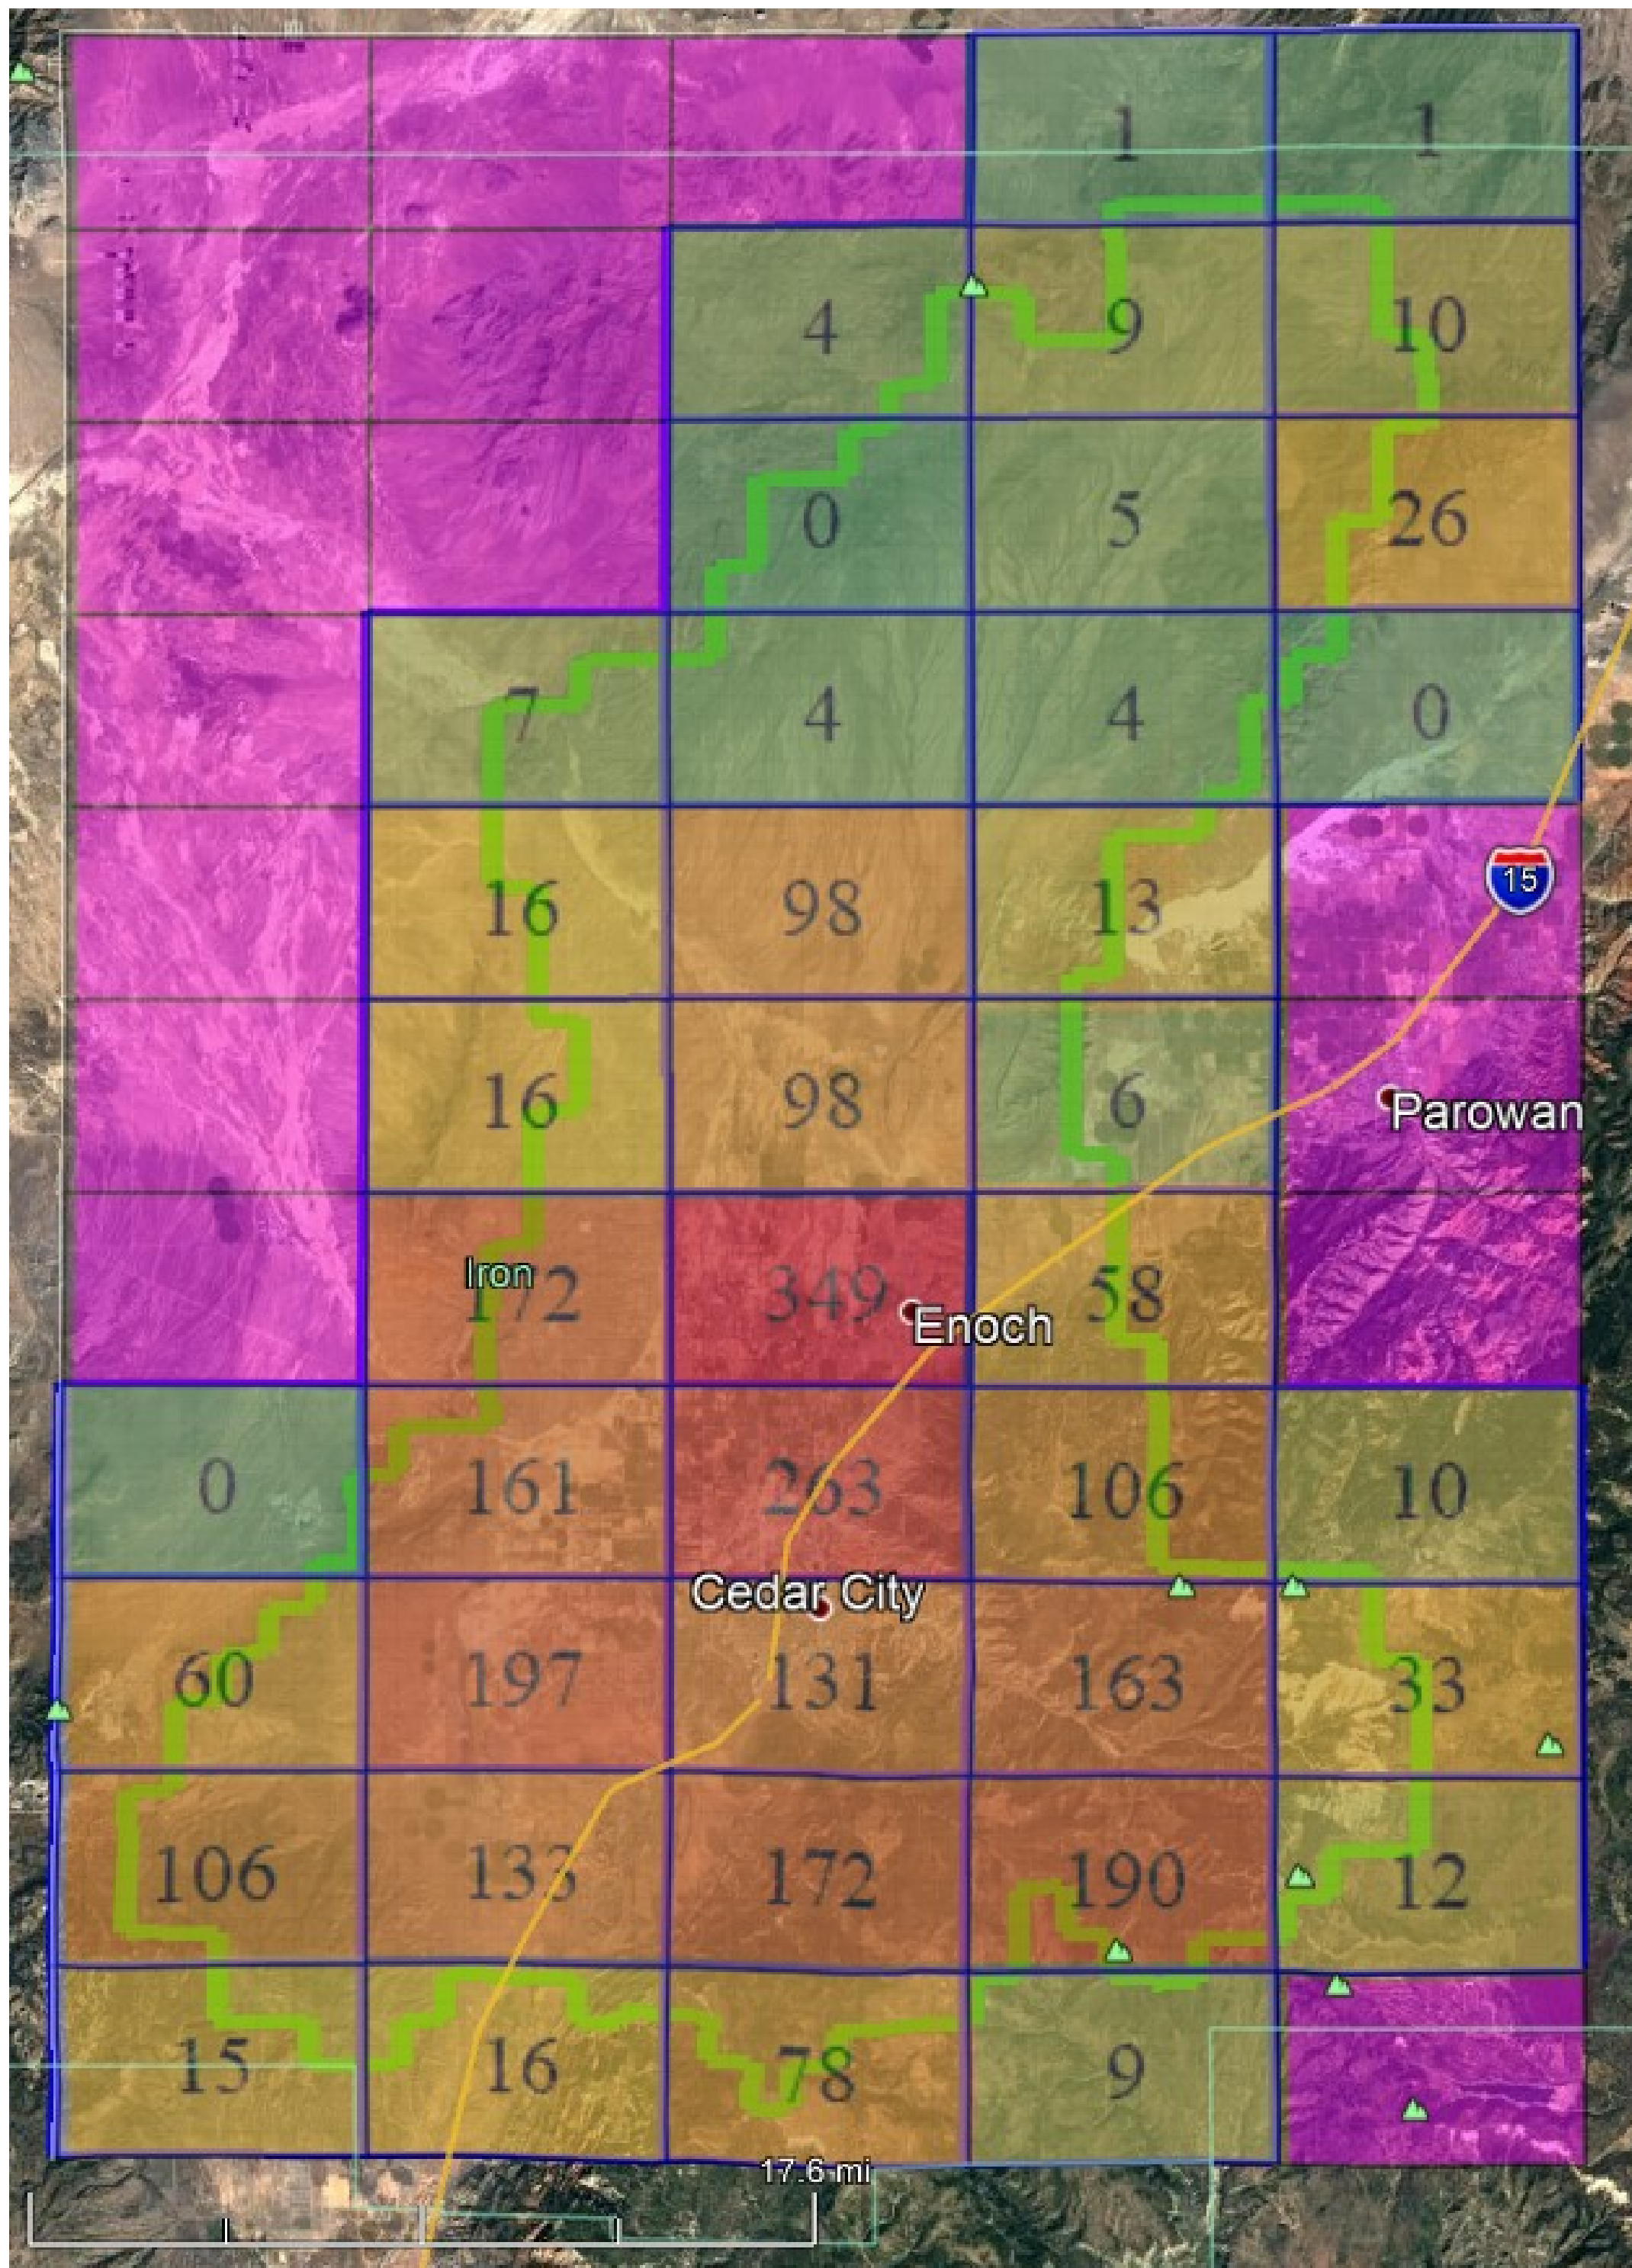 1 1
4 9 10
0 5 26
7 4 4 0
16 98 13
15
16 98 6
Parowan
Iron
172 349 58
Enoch
0 161 263 106 10
Cedar City
60 197 131 163 33
106 133 172 190 12
15 16 78 9
17.6 mi